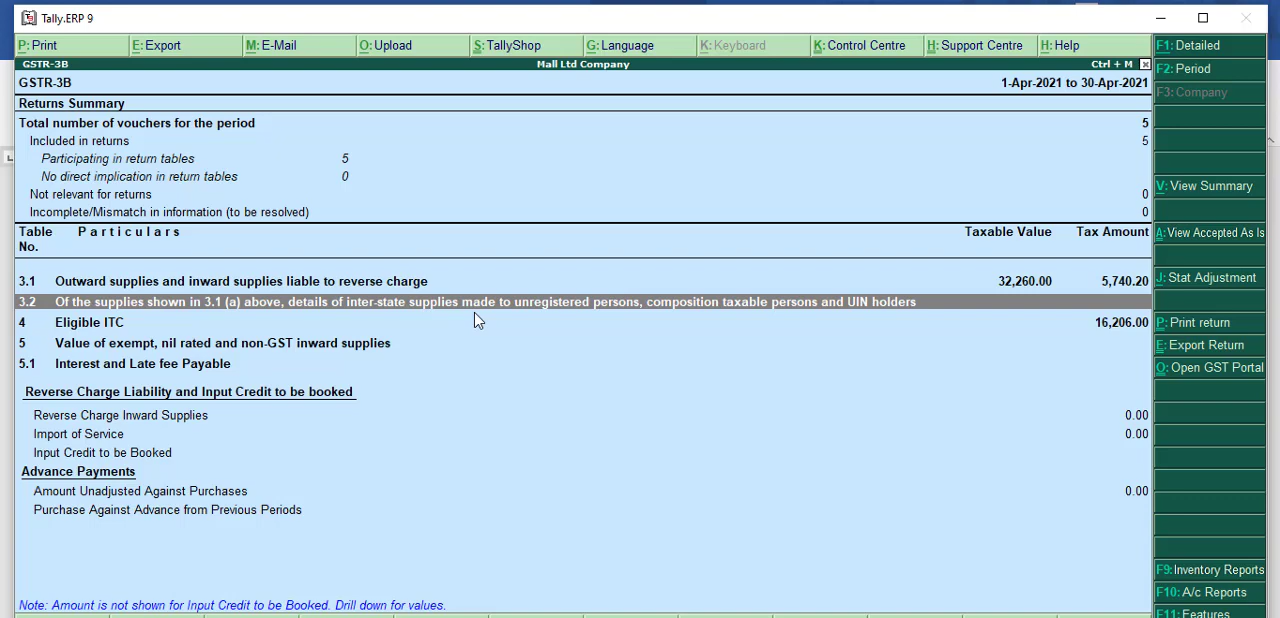 Tally.ERP 9
P: Print E: Export M: E-Mail O: Upload S: TallyShop G: Language K: Keyboard K: Control Centre H: Support Centre H: Help F1: Detailed
GSTR-3B Mall Ltd Company Ctrl + M
GSTR-3B 1-Apr-2021 to 30-Apr-2021
F2: Period
F3: Company
Returns Summary
Total number of vouchers for the period 5
Included in returns 5
Participating in return tables 5
No direct implication in return tables 0
Not relevant for returns 0
V: View Summary
Incomplete/Mismatch in information (to be resolved) 0
Table No. Particulars Taxable Value Tax Amount
A: View Accepted As Is
3.1 Outward supplies and inward supplies liable to reverse charge 32,260.00 5,740.20
J: Stat Adjustment
3.2 Of the supplies shown in 3.1 (a) above, details of inter-state supplies made to unregistered persons, composition taxable persons and UIN holders
4 Eligible ITC 16,206.00
P: Print return
5 Value of exempt, nil rated and non-GST inward supplies
E: Export Return
5.1 Interest and Late fee Payable
O: Open GST Portal
Reverse Charge Liability and Input Credit to be booked
Reverse Charge Inward Supplies 0.00
Import of Service 0.00
Input Credit to be Booked
Advance Payments
Amount Unadjusted Against Purchases 0.00
Purchase Against Advance from Previous Periods
F9: Inventory Reports
F10: A/c Reports
Note: Amount is not shown for Input Credit to be Booked. Drill down for values.
F11: Features